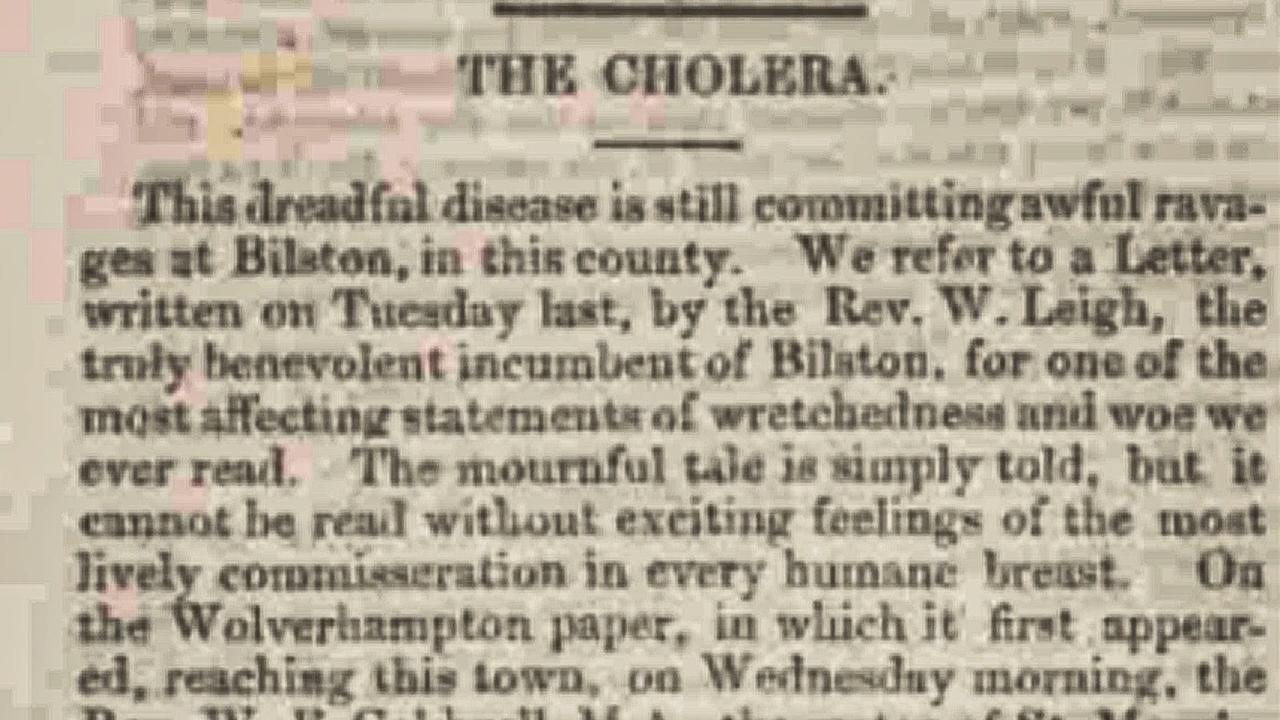 THE CHOLERA.
This dreadful disease is still committing awful rava-
ges at Bilston, in this county. We refer to a Letter,
written on Tuesday last, by the Rev. W. Leigh, the
truly benevolent incumbent of Bilston, for one of the
most affecting statements of wretchedness and woe we
ever read. The mournful tale is simply told, but it
cannot be read without exciting feelings of the most
lively commisseration in every humane breast. On
the Wolverhampton paper, in which it first appear-
ed, reaching this town, on Wednesday morning, the